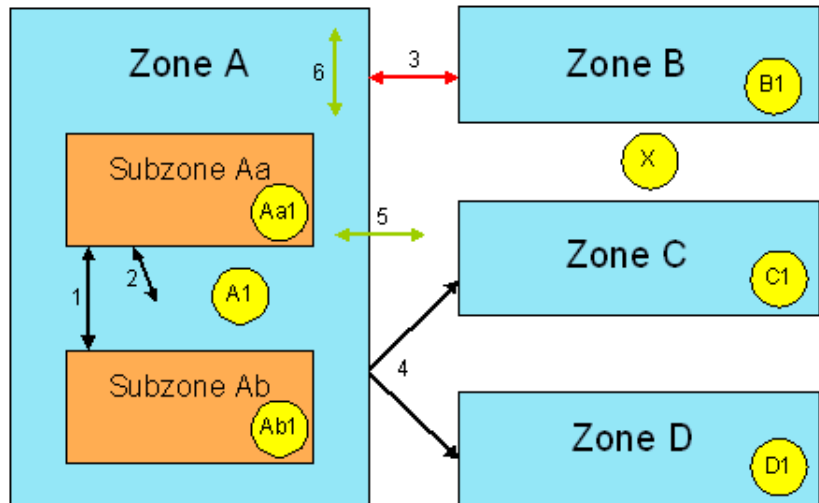 Zone A
6
3
Zone B
B1
X
Subzone Aa
Aa1
5
Zone C
C1
1
2
A1
4
Subzone Ab
Ab1
Zone D
D1